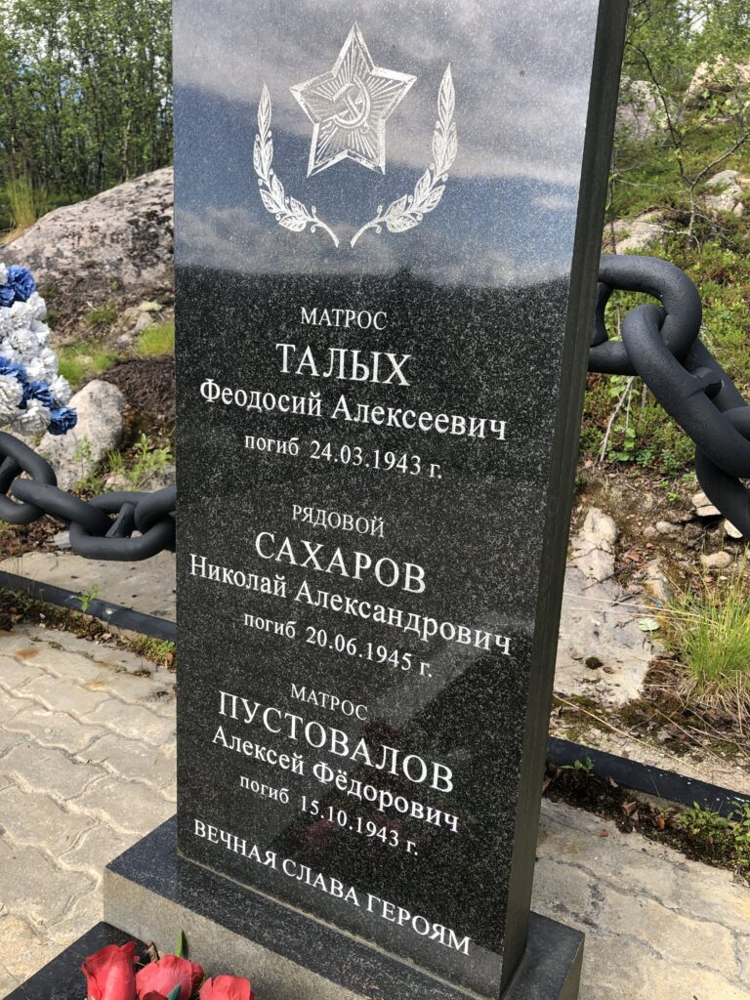 МАТРОС
ТАЛЫХ
Феодосий Алексеевич
погиб 24.03.1943 г.
РЯДОВОЙ
САХАРОВ
Николай Александрович
погиб 20.06.1945 г.
МАТРОС
ПУСТОВАЛОВ
Алексей Фёдорович
погиб 15.10.1943 г.
ВЕЧНАЯ СЛАВА ГЕРОЯМ